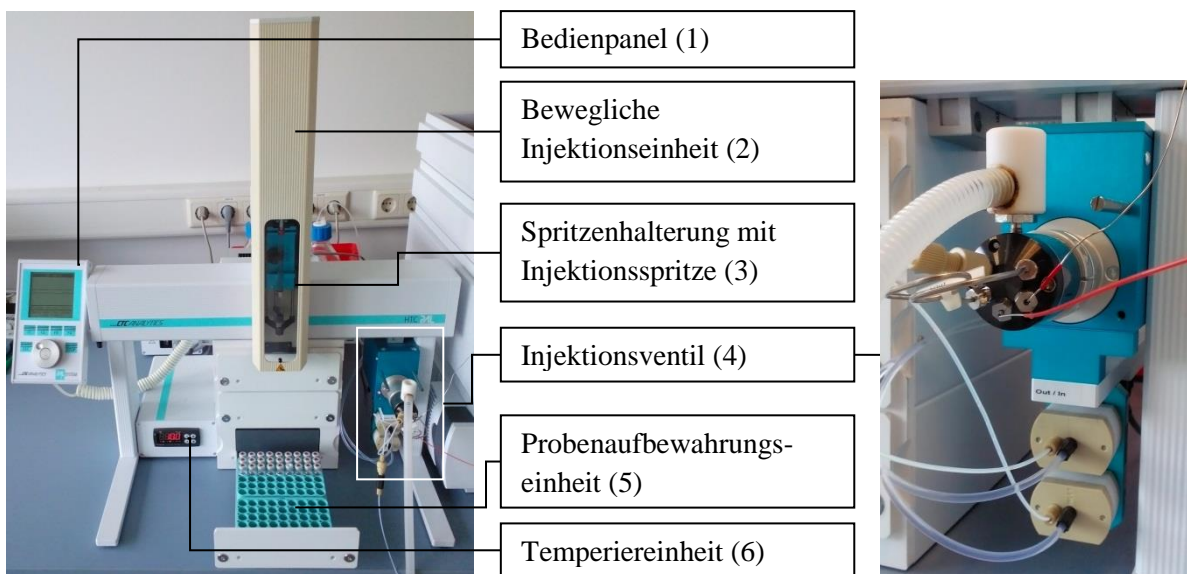 Bedienpanel (1)
Bewegliche
Injektionseinheit (2)
Spritzenhalterung mit
Injektionsspritze (3)
Injektionsventil (4)
Probenaufbewahrungs-
einheit (5)
Temperiereinheit (6)
CTC ANALYTICS
HTC PAL
Out / In